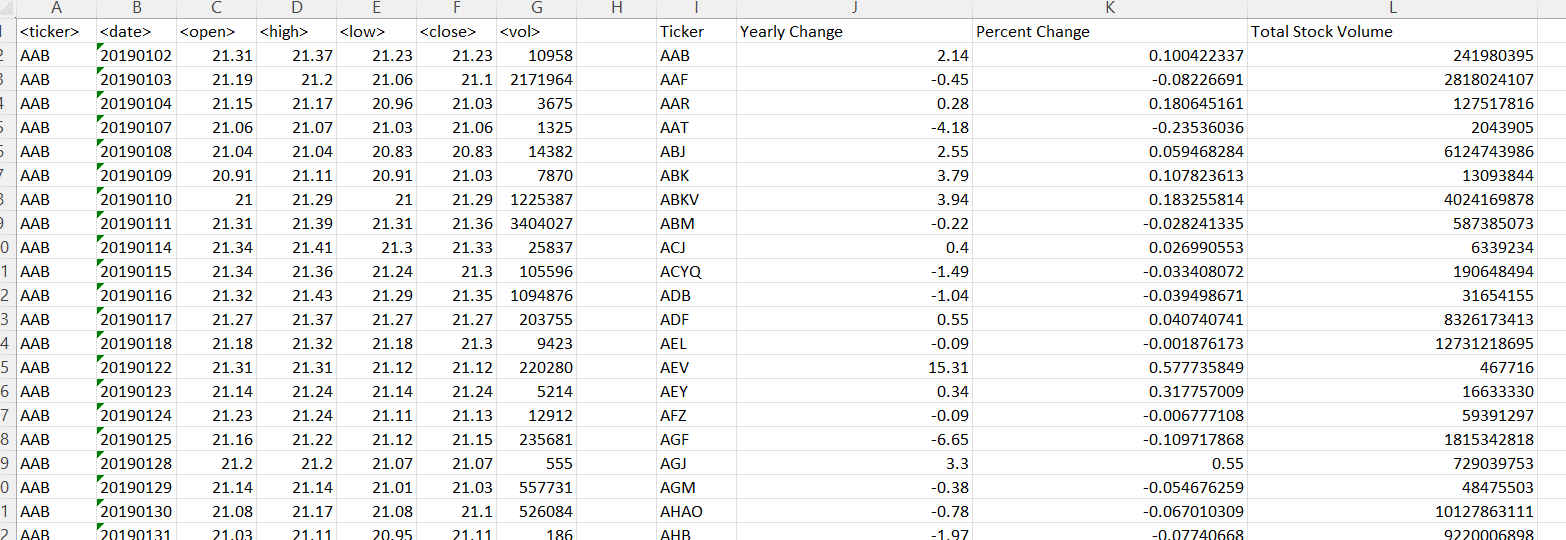 A B C D E F G H I J K L
<ticker> <date> <open> <high> <low> <close> <vol> Ticker Yearly Change Percent Change Total Stock Volume
2 AAB 20190102 21.31 21.37 21.23 21.23 10958 AAB 2.14 0.100422337 241980395
3 AAB 20190103 21.19 21.2 21.06 21.1 2171964 AAF -0.45 -0.08226691 2818024107
4 AAB 20190104 21.15 21.17 20.96 21.03 3675 AAR 0.28 0.180645161 127517816
5 AAB 20190107 21.06 21.07 21.03 21.06 1325 AAT -4.18 -0.23536036 2043905
AAB 20190108 21.04 21.04 20.83 20.83 14382 ABJ 2.55 0.059468284 6124743986
7 AAB 20190109 20.91 21.11 20.91 21.03 7870 ABK 3.79 0.107823613 13093844
8 AAB 20190110 21 21.29 21 21.29 1225387 ABKV 3.94 0.183255814 4024169878
9 AAB 20190111 21.31 21.39 21.31 21.36 3404027 ABM -0.22 -0.028241335 587385073
0 AAB 20190114 21.34 21.41 21.3 21.33 25837 ACJ 0.4 0.026990553 6339234
1 AAB 20190115 21.34 21.36 21.24 21.3 105596 ACYQ -1.49 -0.033408072 190648494
2 AAB 20190116 21.32 21.43 21.29 21.35 1094876 ADB -1.04 -0.039498671 31654155
3 AAB 20190117 21.27 21.37 21.27 21.27 203755 ADF 0.55 0.040740741 8326173413
4 AAB 20190118 21.18 21.32 21.18 21.3 9423 AEL -0.09 -0.001876173 12731218695
5 AAB 20190122 21.31 21.31 21.12 21.12 220280 AEV 15.31 0.577735849 467716
6 AAB 20190123 21.14 21.24 21.14 21.24 5214 AEY 0.34 0.317757009 16633330
7 AAB 20190124 21.23 21.24 21.11 21.13 12912 AFZ -0.09 -0.006777108 59391297
8 AAB 20190125 21.16 21.22 21.12 21.15 235681 AGF -6.65 -0.109717868 1815342818
9 AAB 20190128 21.2 21.2 21.07 21.07 555 AGJ 3.3 0.55 729039753
0 AAB 20190129 21.14 21.14 21.01 21.03 557731 AGM -0.38 -0.054676259 48475503
1 AAB 20190130 21.08 21.17 21.08 21.1 526084 AHAO -0.78 -0.067010309 10127863111
2 AAB 20190131 21.03 21.11 20.95 21.11 186 AHB -1.97 -0.07740668 9220006898